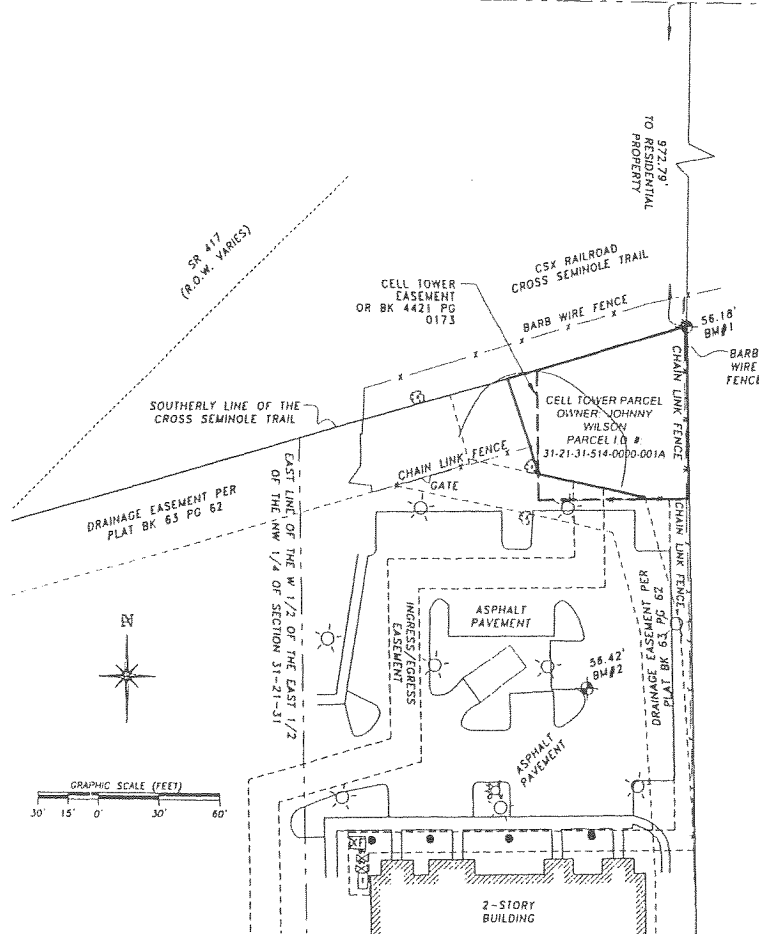 972.79'
TO RESIDENTIAL
PROPERTY
SR 417
(R.O.W. VARIES)
CSX RAILROAD
CROSS SEMINOLE TRAIL
CELL TOWER
EASEMENT
OR BK 4421 PG
0173
BARB WIRE FENCE
56.18'
BM#1
BARB
WIRE
FENCE
CHAIN LINK FENCE
CELL TOWER PARCEL
OWNER: JOHNNY
WILSON
PARCEL I.D #:
31-21-31-514-0000-001A
SOUTHERLY LINE OF THE
CROSS SEMINOLE TRAIL
CHAIN LINK FENCE
GATE
DRAINAGE EASEMENT PER
PLAT BK 63 PG 62
EAST LINE OF THE W 1/2 OF THE EAST 1/2
OF THE NW 1/4 OF SECTION 31-21-31
CHAIN LINK FENCE
INGRESS/EGRESS
EASEMENT
ASPHALT
PAVEMENT
DRAINAGE EASEMENT PER
PLAT BK 63 PG 62
56.42'
BM#2
N
ASPHALT
PAVEMENT
GRAPHIC SCALE (FEET)
30' 15' 0' 30' 60'
2-STORY
BUILDING